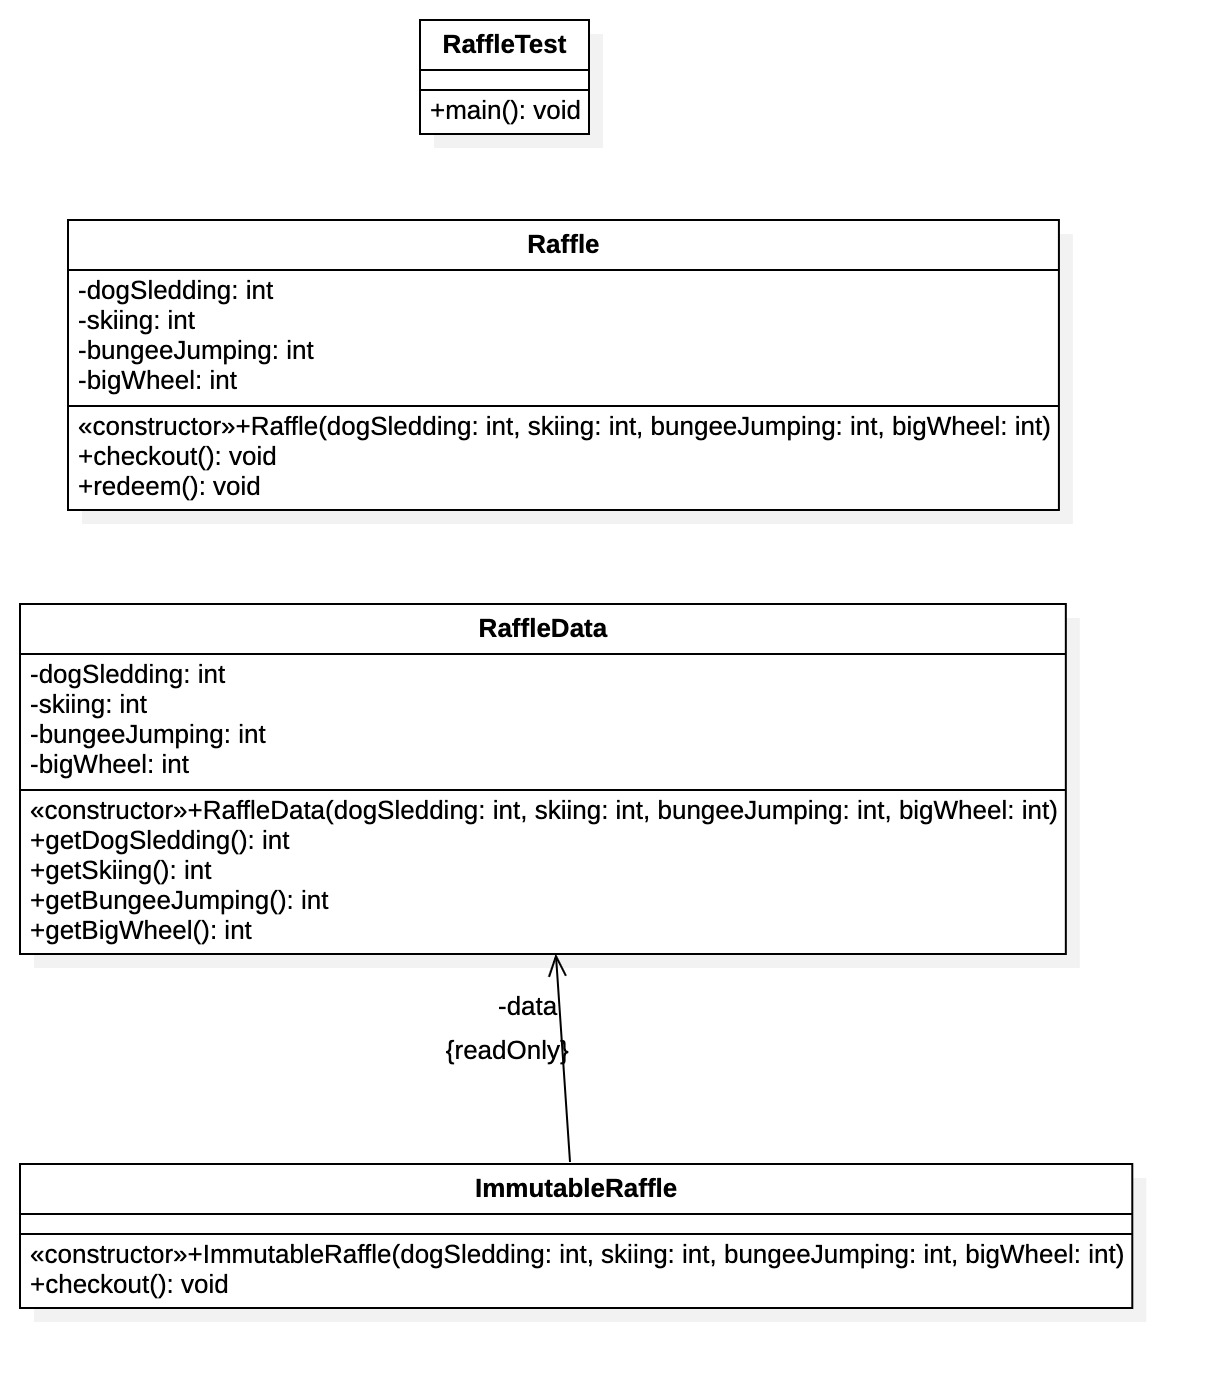 RaffleTest
+main(): void
Raffle
-dogSledding: int
-skiing: int
-bungeeJumping: int
-bigWheel: int
«constructor»+Raffle(dogSledding: int, skiing: int, bungeeJumping: int, bigWheel: int)
+checkout(): void
+redeem(): void
RaffleData
-dogSledding: int
-skiing: int
-bungeeJumping: int
-bigWheel: int
«constructor»+RaffleData(dogSledding: int, skiing: int, bungeeJumping: int, bigWheel: int)
+getDogSledding(): int
+getSkiing(): int
+getBungeeJumping(): int
+getBigWheel(): int
-data
{readOnly}
ImmutableRaffle
«constructor»+ImmutableRaffle(dogSledding: int, skiing: int, bungeeJumping: int, bigWheel: int)
+checkout(): void